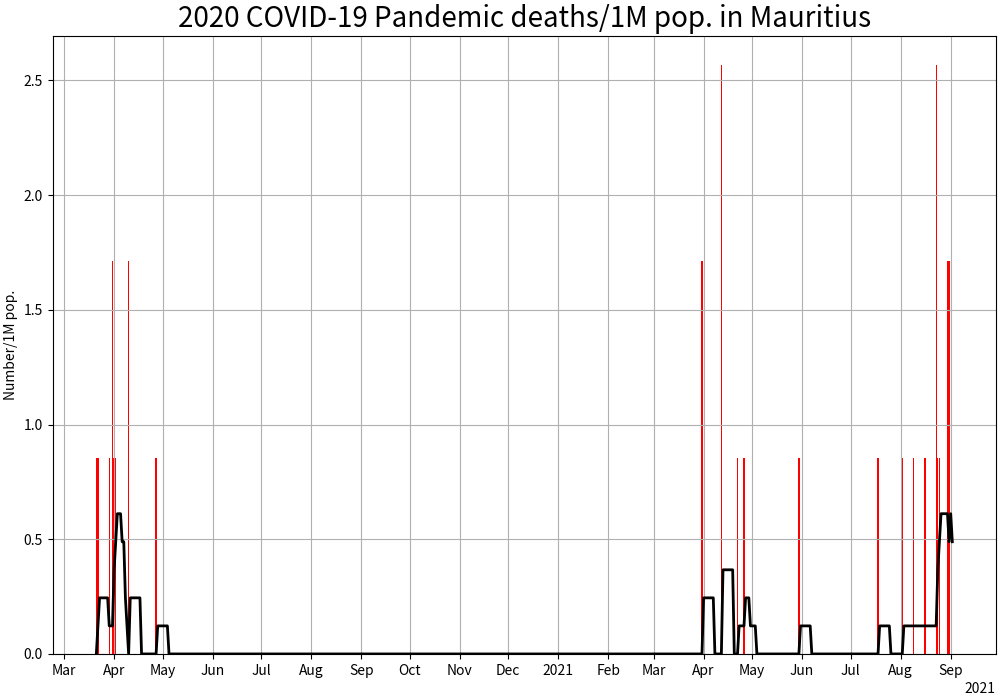 2020 COVID-19 Pandemic deaths/1M pop. in Mauritius
Number/1M pop.
2.5
2.0
1.5
1.0
0.5
0.0
Mar Apr May Jun Jul Aug Sep Oct Nov Dec 2021 Feb Mar Apr May Jun Jul Aug Sep
2021